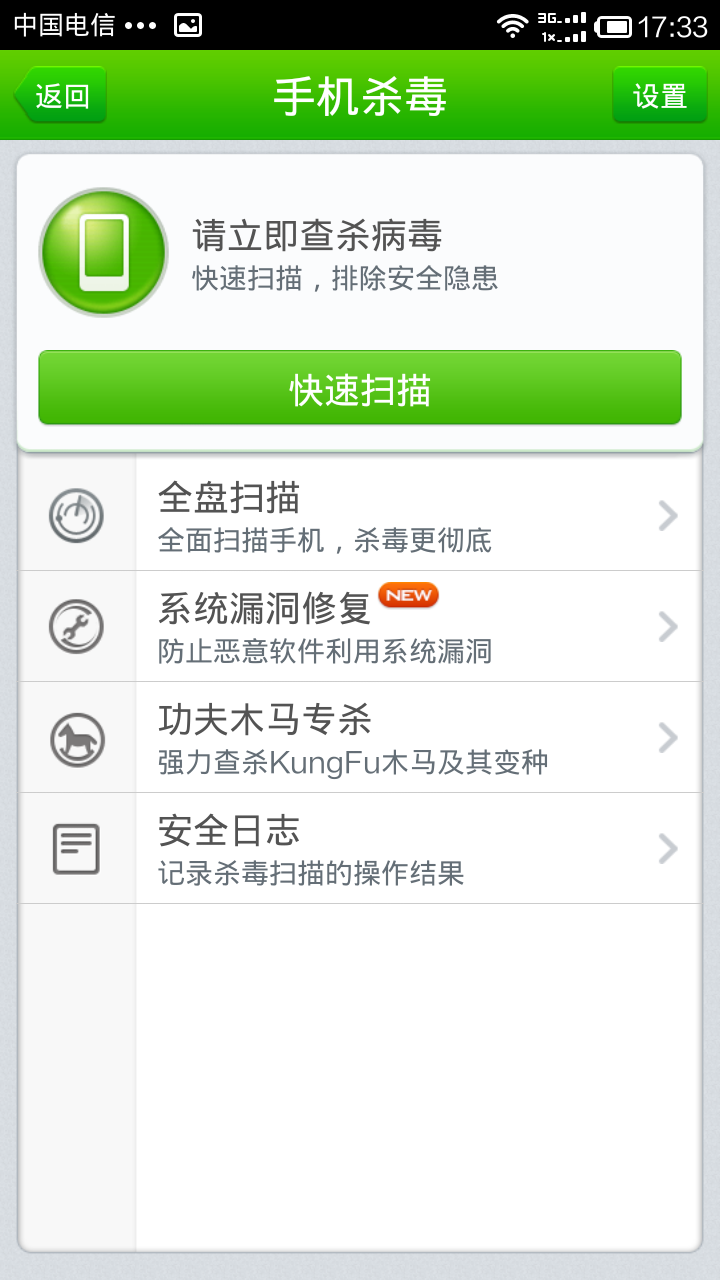 中国电信 ••• 3G 1× 17:33
返回 手机杀毒 设置
请立即查杀病毒
快速扫描，排除安全隐患
快速扫描
全盘扫描
全面扫描手机，杀毒更彻底
系统漏洞修复 NEW
防止恶意软件利用系统漏洞
功夫木马专杀
强力查杀KungFu木马及其变种
安全日志
记录杀毒扫描的操作结果